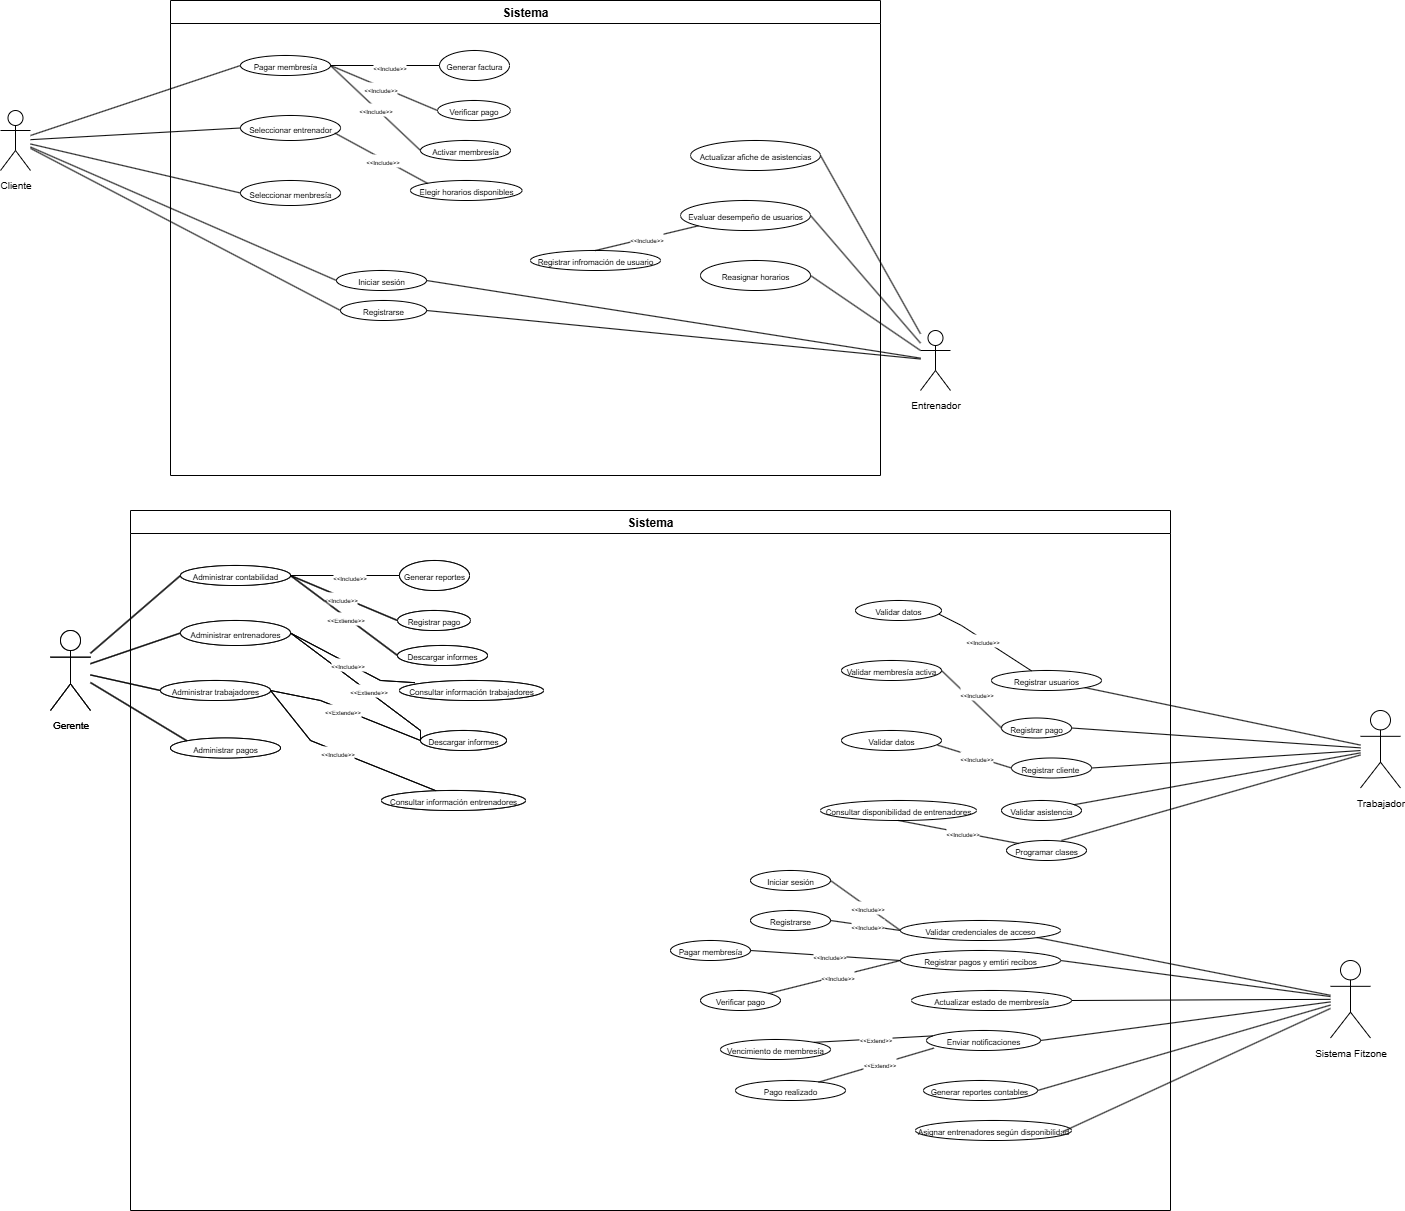 Sistema
Pagar membresía
<<Include>>
Generar factura
<<Include>>
Verificar pago
<<Include>>
Seleccionar entrenador
Activar membresía
<<Include>>
Actualizar afiche de asistencias
Cliente
Seleccionar menbresía
Elegir horarios disponibles
Evaluar desempeño de usuarios
<<Include>>
Registrar infromación de usuario
Reasignar horarios
Iniciar sesión
Registrarse
Entrenador
Sistema
Administrar contabilidad
<<Include>>
Generar reportes
<<Include>>
Registrar pago
<<Extiende>>
Administrar entrenadores
Descargar informes
<<Include>>
Administrar trabajadores
<<Extiende>>
Consultar información trabajadores
<<Extende>>
Gerente
Descargar informes
Administrar pagos
<<Include>>
Consultar información entrenadores
Validar datos
<<Include>>
Validar membresía activa
Registrar usuarios
<<Include>>
Registrar pago
Validar datos
<<Include>>
Registrar cliente
Trabajador
Consultar disponibilidad de entrenadores
Validar asistencia
<<Include>>
Programar clases
Iniciar sesión
<<Include>>
Registrarse
<<Include>>
Validar credenciales de acceso
Pagar membresía
<<Include>>
Registrar pagos y emtiri recibos
<<Include>>
Verificar pago
Actualizar estado de membresía
Vencimiento de membresía
<<Extend>>
Enviar notificaciones
Sistema Fitzone
<<Extend>>
Pago realizado
Generar reportes contables
Asignar entrenadores según disponibilidad